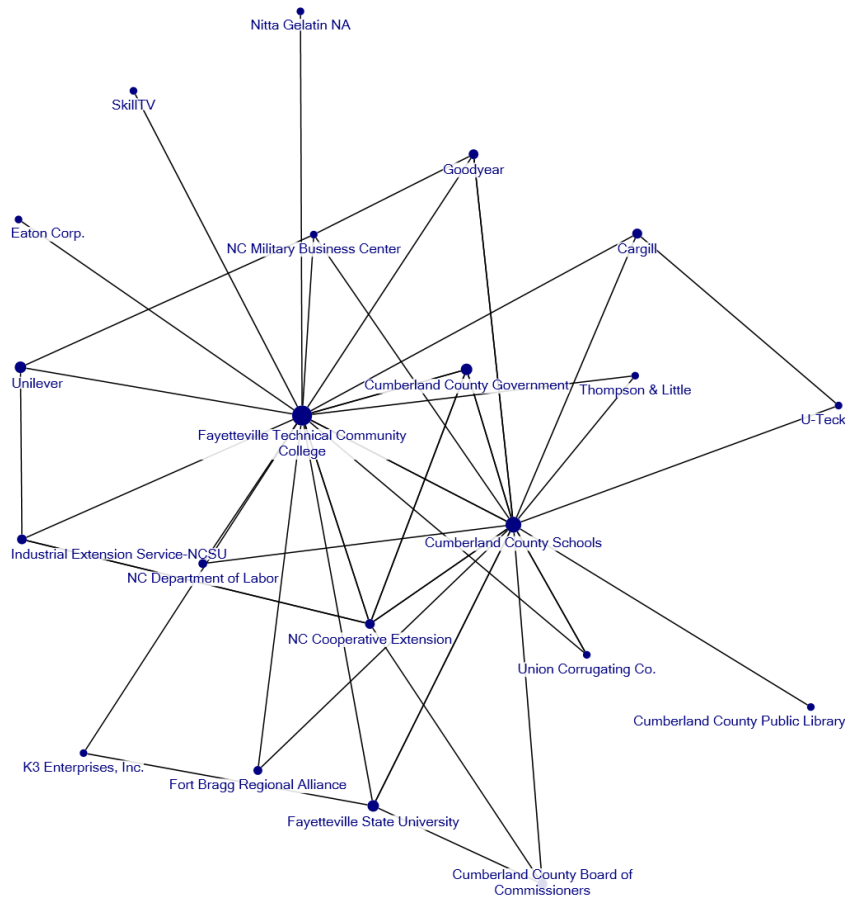 Nitta Gelatin NA
SkillTV
Goodyear
Eaton Corp.
NC Military Business Center
Cargill
Unilever
Cumberland County Government
Thompson & Little
U-Teck
Fayetteville Technical Community
College
Cumberland County Schools
Industrial Extension Service-NCSU
NC Department of Labor
NC Cooperative Extension
Union Corrugating Co.
Cumberland County Public Library
K3 Enterprises, Inc.
Fort Bragg Regional Alliance
Fayetteville State University
Cumberland County Board of
Commissioners